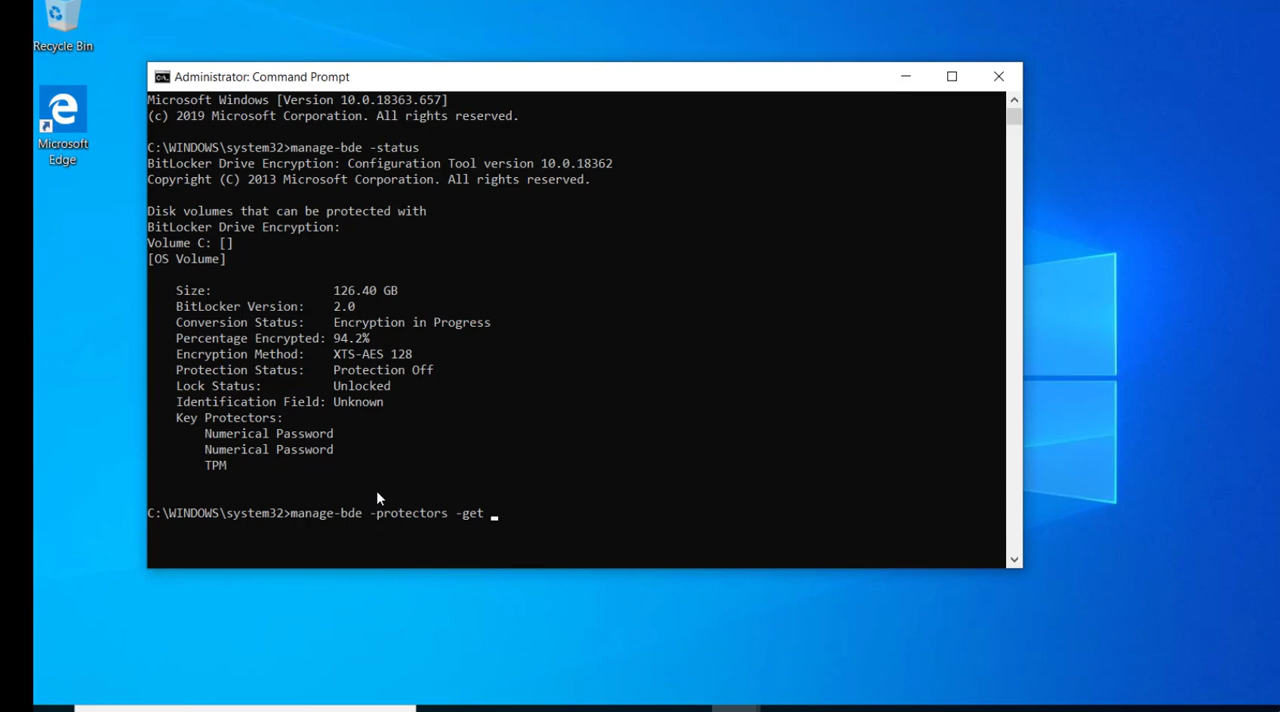 Recycle Bin
Microsoft
Edge
Administrator: Command Prompt
Microsoft Windows [Version 10.0.18363.657]
(c) 2019 Microsoft Corporation. All rights reserved.
C:\WINDOWS\system32>manage-bde -status
BitLocker Drive Encryption: Configuration Tool version 10.0.18362
Copyright (C) 2013 Microsoft Corporation. All rights reserved.
Disk volumes that can be protected with
BitLocker Drive Encryption:
Volume C: []
[OS Volume]
Size: 126.40 GB
BitLocker Version: 2.0
Conversion Status: Encryption in Progress
Percentage Encrypted: 94.2%
Encryption Method: XTS-AES 128
Protection Status: Protection Off
Lock Status: Unlocked
Identification Field: Unknown
Key Protectors:
Numerical Password
Numerical Password
TPM
C:\WINDOWS\system32>manage-bde -protectors -get